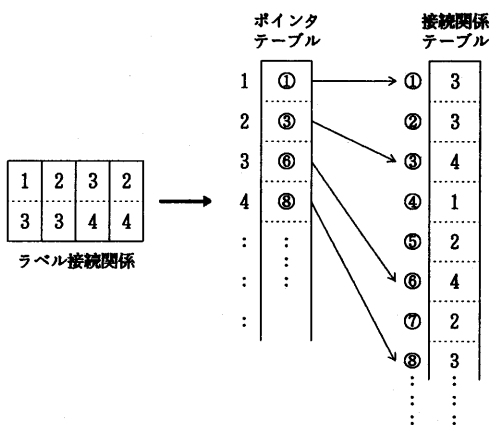 ポインタ
テーブル
接続関係
テーブル
1 ① ① 3
2 ③ ② 3
3 ⑥ ③ 4
4 ⑧ ④ 1
⑤ 2
⑥ 4
⑦ 2
⑧ 3
1 2 3 2
3 3 4 4
ラベル接続関係